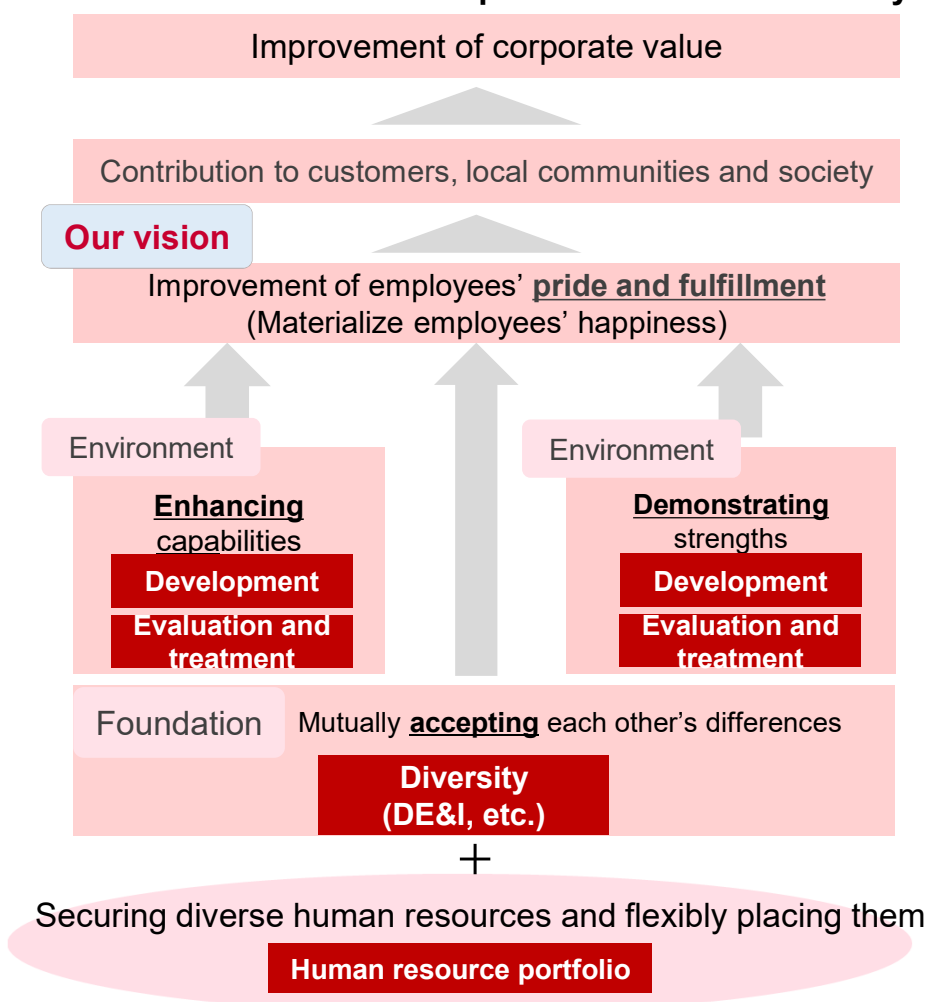 Improvement of corporate value
Contribution to customers, local communities and society
Our vision
Improvement of employees’ pride and fulfillment
(Materialize employees’ happiness)
Environment
Enhancing
capabilities
Development
Evaluation and
treatment
Environment
Demonstrating
strengths
Development
Evaluation and
treatment
Foundation
Mutually accepting each other’s differences
Diversity
(DE&I, etc.)
+
Securing diverse human resources and flexibly placing them
Human resource portfolio